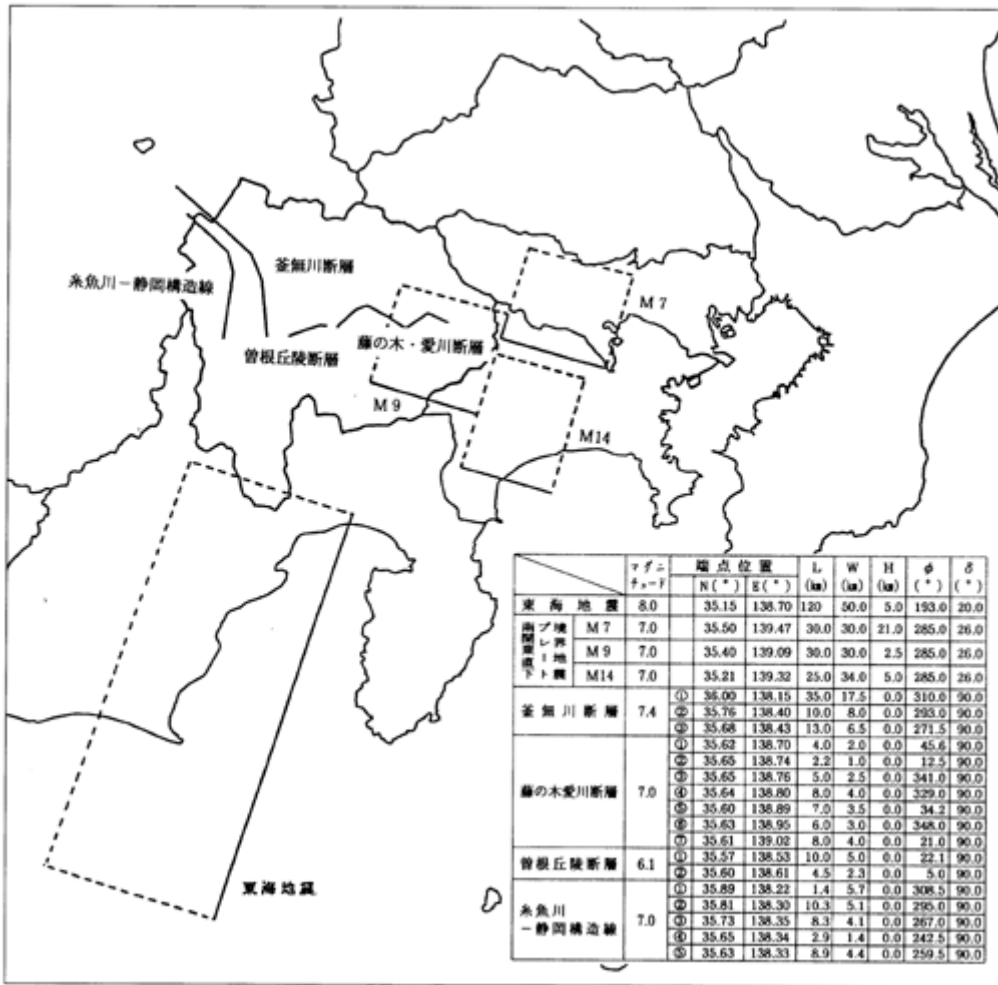 釜無川断層
糸魚川－静岡構造線
M 7
曽根丘陵断層
藤の木・愛川断層
M 9
M14
東海地震
マグニチュード 端点位置 L (km) W (km) H (km) φ (°) δ (°)
N(°) E(°)
東海地震 8.0 35.15 138.70 120 50.0 5.0 193.0 20.0
南関東直下 プレート境界地震 M 7 7.0 35.50 139.47 30.0 30.0 21.0 285.0 26.0
M 9 7.0 35.40 139.09 30.0 30.0 2.5 285.0 26.0
M14 7.0 35.21 139.32 25.0 34.0 5.0 285.0 26.0
釜無川断層 7.4 ① 36.00 138.15 35.0 17.5 0.0 310.0 90.0
② 35.76 138.40 10.0 8.0 0.0 293.0 90.0
③ 35.68 138.43 13.0 6.5 0.0 271.5 90.0
藤の木愛川断層 7.0 ① 35.62 138.70 4.0 2.0 0.0 45.6 90.0
② 35.65 138.74 2.2 1.0 0.0 12.5 90.0
③ 35.65 138.76 5.0 2.5 0.0 341.0 90.0
④ 35.64 138.80 8.0 4.0 0.0 329.0 90.0
⑤ 35.60 138.89 7.0 3.5 0.0 34.2 90.0
⑥ 35.63 138.95 6.0 3.0 0.0 348.0 90.0
⑦ 35.61 139.02 8.0 4.0 0.0 21.0 90.0
曽根丘陵断層 6.1 ① 35.57 138.53 10.0 5.0 0.0 22.1 90.0
② 35.60 138.61 4.5 2.3 0.0 5.0 90.0
糸魚川－静岡構造線 7.0 ① 35.89 138.22 1.4 5.7 0.0 308.5 90.0
② 35.81 138.30 10.3 5.1 0.0 295.0 90.0
③ 35.73 138.35 8.3 4.1 0.0 267.0 90.0
④ 35.65 138.34 2.9 1.4 0.0 242.5 90.0
⑤ 35.63 138.33 8.9 4.4 0.0 259.5 90.0
東海地震